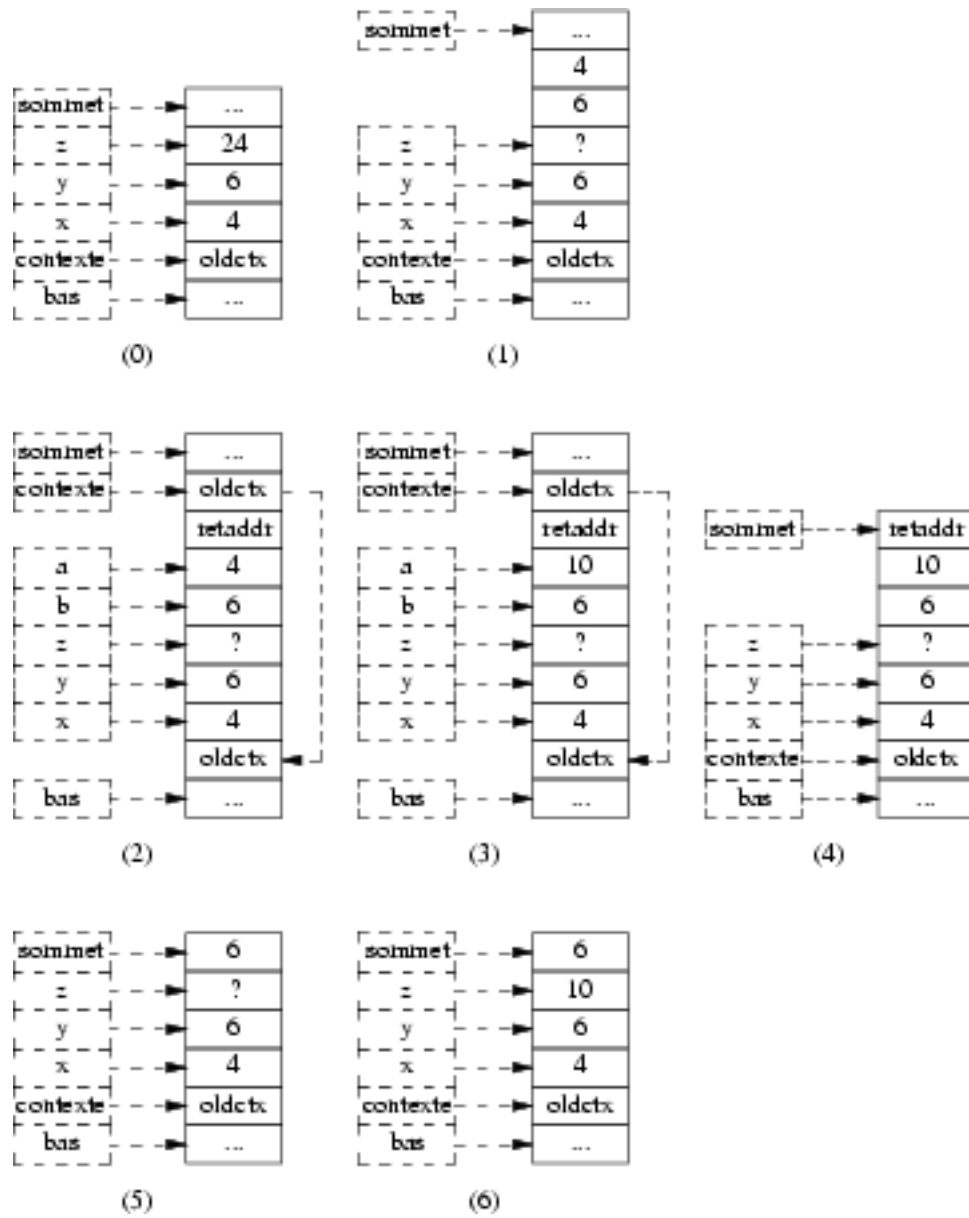 sommet ...
z 24
y 6
x 4
contexte oldctx
bas ...
(0)
sommet ...
4
6
z ?
y 6
x 4
contexte oldctx
bas ...
(1)
sommet ...
contexte oldctx
retaddr
a 4
b 6
z ?
y 6
x 4
oldctx
bas ...
(2)
sommet ...
contexte oldctx
retaddr
a 10
b 6
z ?
y 6
x 4
oldctx
bas ...
(3)
sommet retaddr
10
6
z ?
y 6
x 4
contexte oldctx
bas ...
(4)
sommet 6
z ?
y 6
x 4
contexte oldctx
bas ...
(5)
sommet 6
z 10
y 6
x 4
contexte oldctx
bas ...
(6)